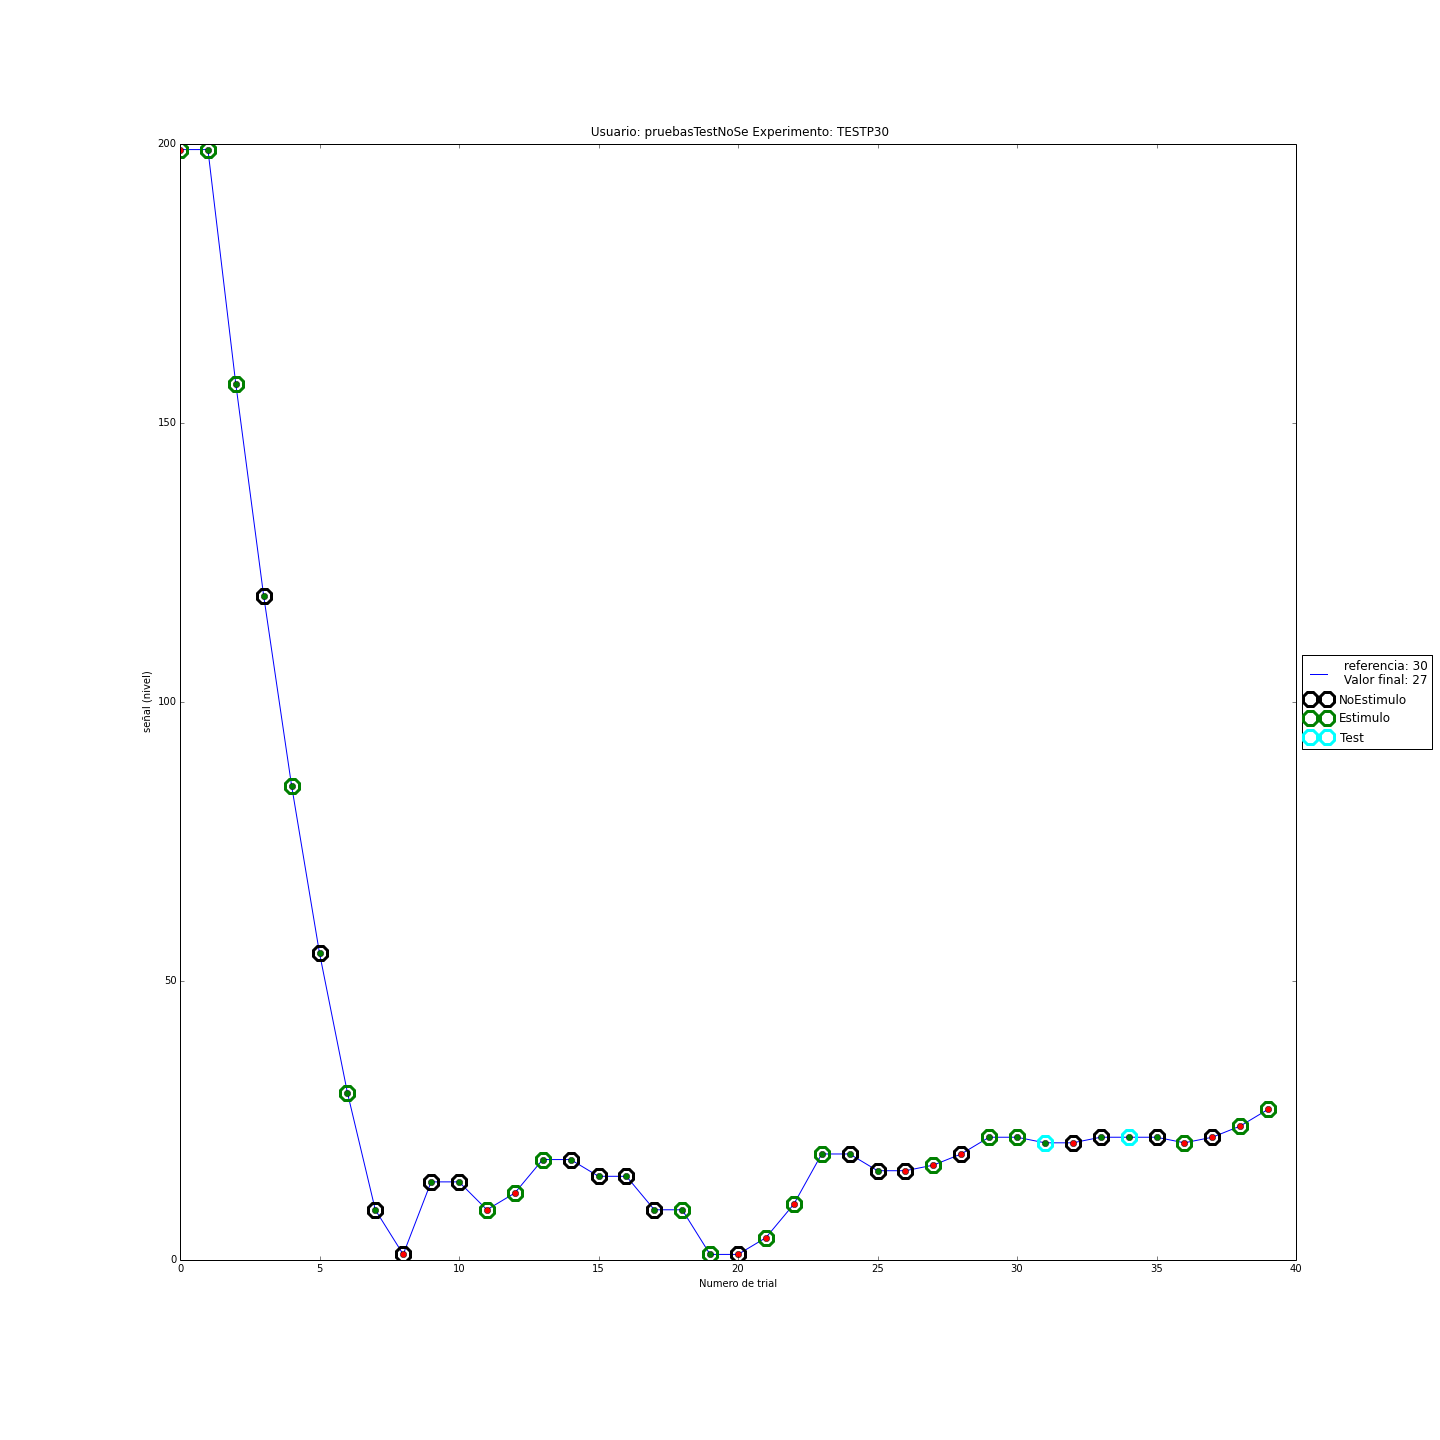 Usuario: pruebasTestNoSe Experimento: TESTP30
200
150
100
50
0
señal (nivel)
0 5 10 15 20 25 30 35 40
Numero de trial
referencia: 30
Valor final: 27
NoEstimulo
Estimulo
Test